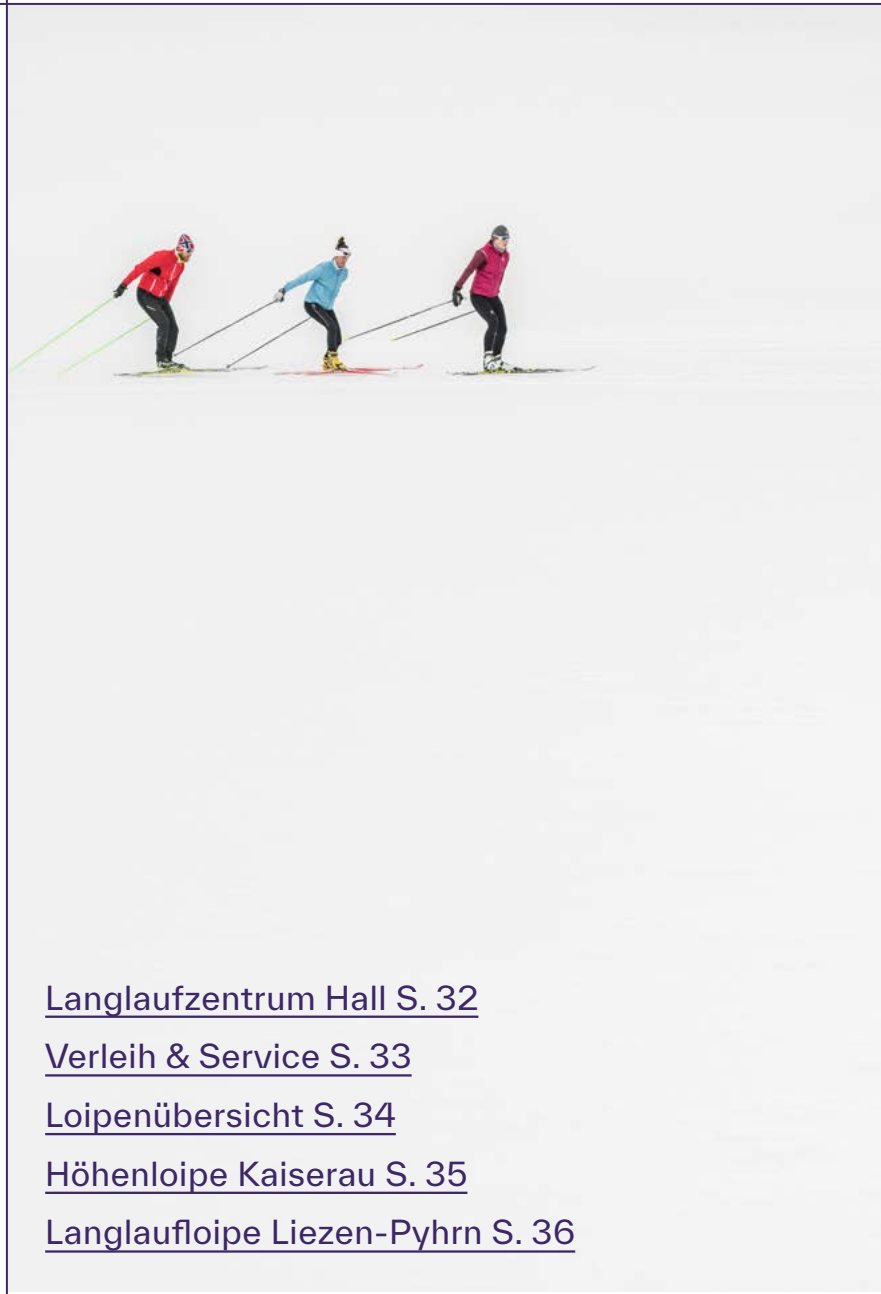 Langlaufzentrum Hall S. 32
Verleih & Service S. 33
Loipenübersicht S. 34
Höhenloipe Kaiserau S. 35
Langlaufloipe Liezen-Pyhrn S. 36